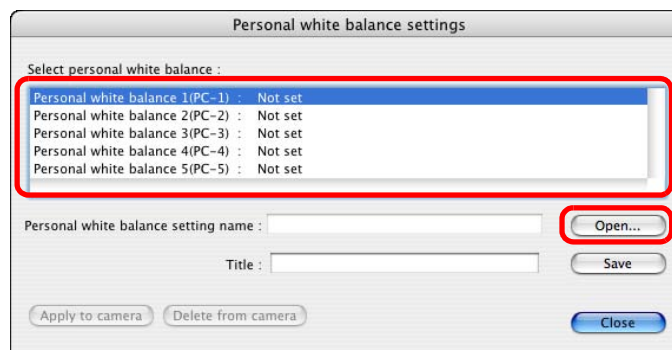 Personal white balance settings
Select personal white balance :
Personal white balance 1(PC-1) : Not set
Personal white balance 2(PC-2) : Not set
Personal white balance 3(PC-3) : Not set
Personal white balance 4(PC-4) : Not set
Personal white balance 5(PC-5) : Not set
Personal white balance setting name : Open...
Title : Save
Apply to camera Delete from camera Close